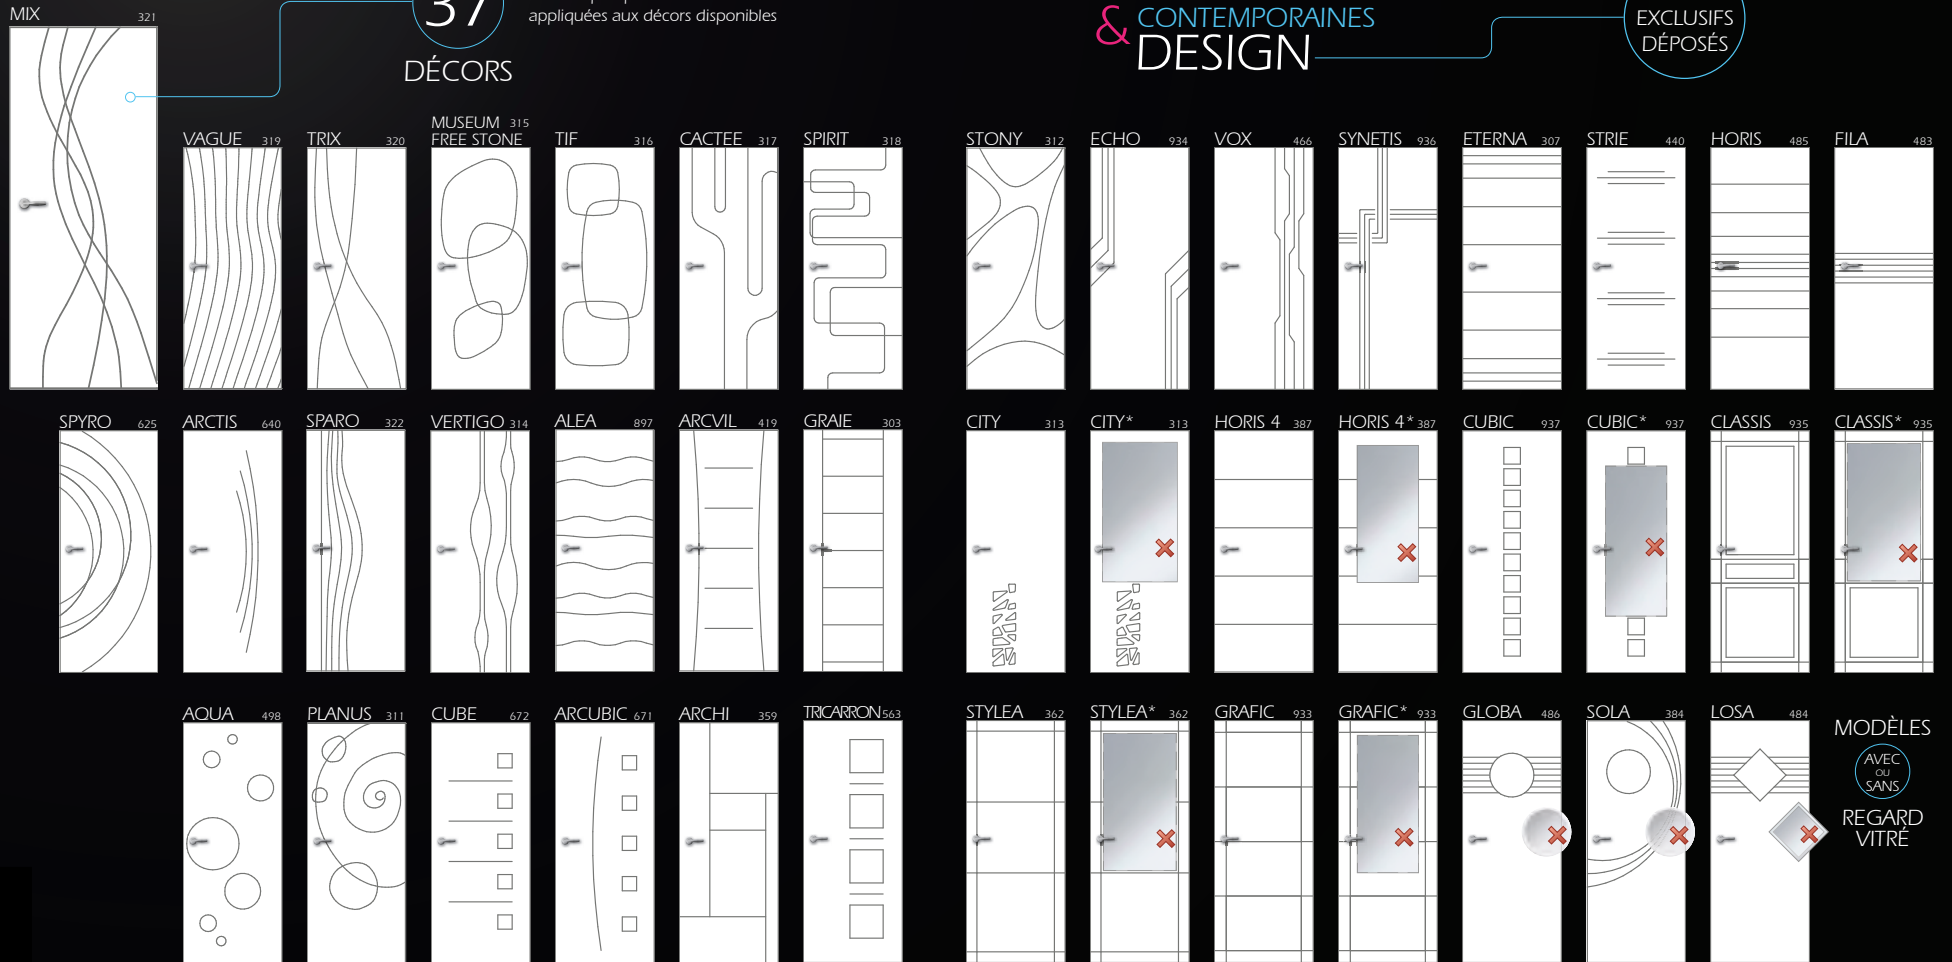 MIX 321
37
appliquées aux décors disponibles
DÉCORS
& CONTEMPORAINES
DESIGN
EXCLUSIFS
DÉPOSÉS
VAGUE 319
TRIX 320
MUSEUM 315
FREE STONE
TIF 316
CACTEE 317
SPIRIT 318
STONY 312
ECHO 934
VOX 466
SYNETIS 936
ETERNA 307
STRIE 440
HORIS 485
FILA 483
SPYRO 625
ARCTIS 640
SPARO 322
VERTIGO 314
ALEA 897
ARCVIL 419
GRAIE 303
CITY 313
CITY* 313
HORIS 4 387
HORIS 4* 387
CUBIC 937
CUBIC* 937
CLASSIS 935
CLASSIS* 935
AQUA 498
PLANUS 311
CUBE 672
ARCUBIC 671
ARCHI 359
TRICARRON 563
STYLEA 362
STYLEA* 362
GRAFIC 933
GRAFIC* 933
GLOBA 486
SOLA 384
LOSA 484
MODÈLES
AVEC
OU
SANS
REGARD
VITRÉ